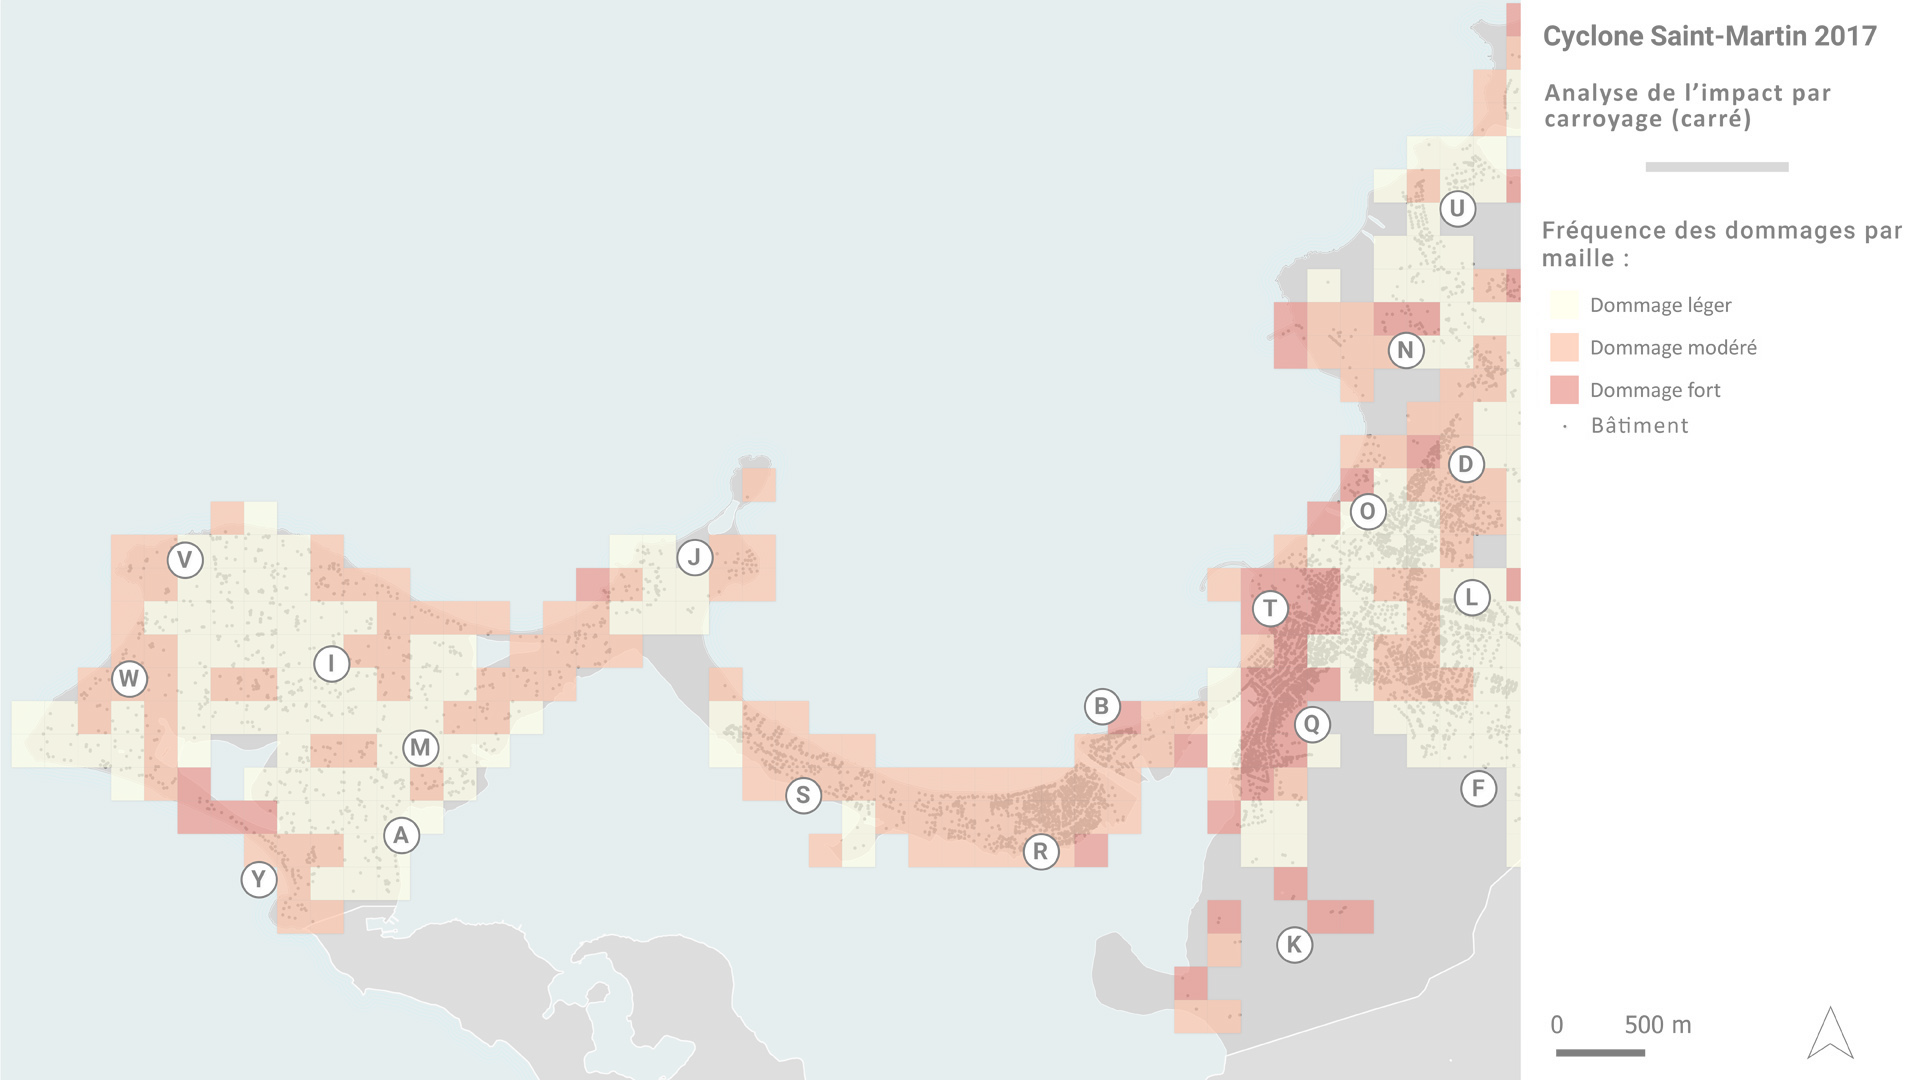 Cyclone Saint-Martin 2017
Analyse de l’impact par
carroyage (carré)
Fréquence des dommages par
maille :
Dommage léger
Dommage modéré
Dommage fort
Bâtiment
U
N
D
O
V
J
L
T
I
W
B
Q
M
F
S
A
R
Y
K
0 500 m